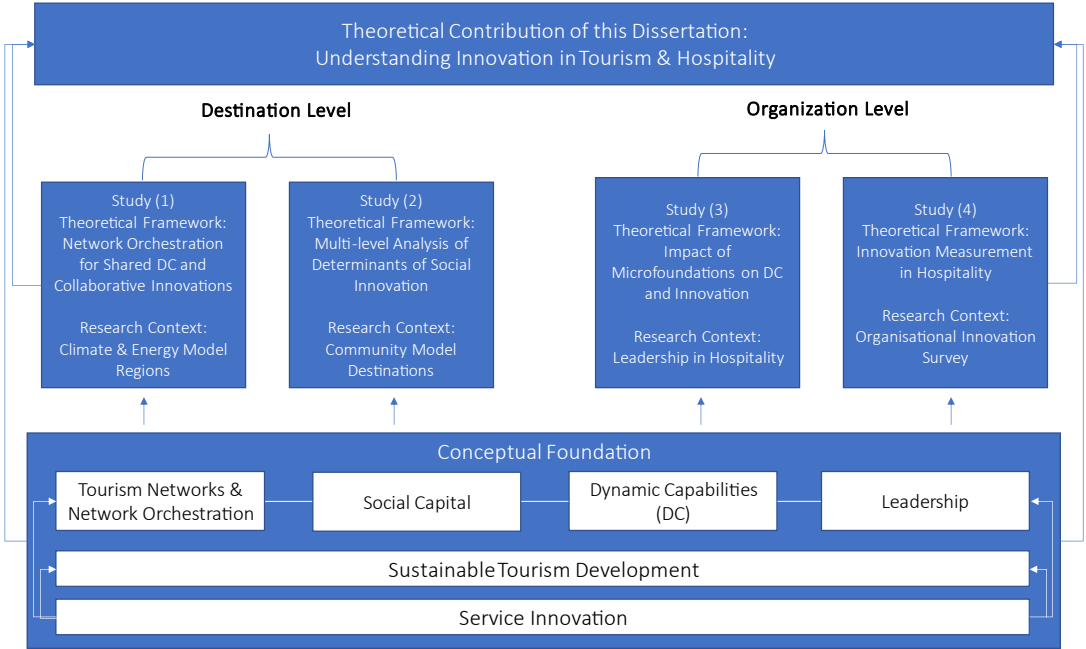 Theoretical Contribution of this Dissertation:
Understanding Innovation in Tourism & Hospitality
Destination Level
Organization Level
Study (1)
Theoretical Framework:
Network Orchestration
for Shared DC and
Collaborative Innovations
Research Context:
Climate & Energy Model
Regions
Study (2)
Theoretical Framework:
Multi-level Analysis of
Determinants of Social
Innovation
Research Context:
Community Model
Destinations
Study (3)
Theoretical Framework:
Impact of
Microfoundations on DC
and Innovation
Research Context:
Leadership in Hospitality
Study (4)
Theoretical Framework:
Innovation Measurement
in Hospitality
Research Context:
Organisational Innovation
Survey
Conceptual Foundation
Tourism Networks &
Network Orchestration
Social Capital
Dynamic Capabilities
(DC)
Leadership
Sustainable Tourism Development
Service Innovation